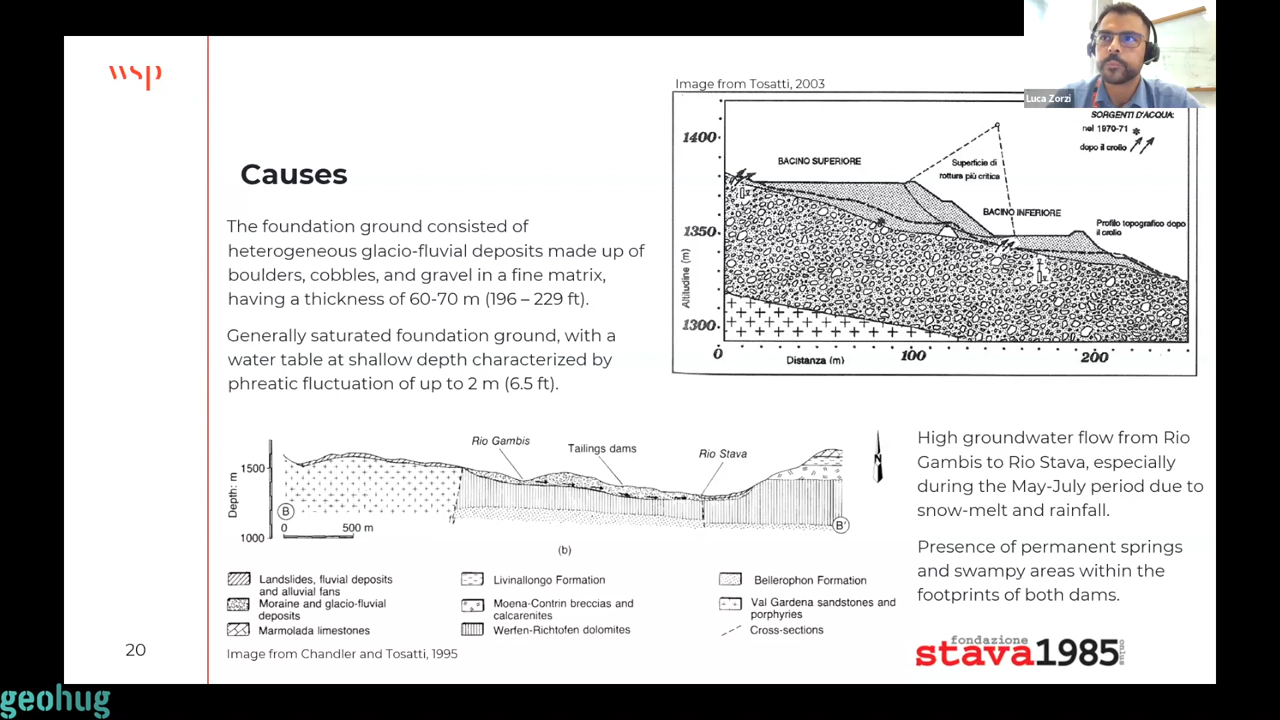 wsp
Luca Zorzi
Image from Tosatti, 2003
SORGENTI D'ACQUA:
nel 1970-71
dopo il crollo
1400
BACINO SUPERIORE
Superficie di
rottura più critica
BACINO INFERIORE
Profilo topografico dopo
il crollo
1350
Altitudine (m)
1300
0
Distanza (m)
100
200
Causes
The foundation ground consisted of
heterogeneous glacio-fluvial deposits made up of
boulders, cobbles, and gravel in a fine matrix,
having a thickness of 60-70 m (196 – 229 ft).
Generally saturated foundation ground, with a
water table at shallow depth characterized by
phreatic fluctuation of up to 2 m (6.5 ft).
Rio Gambis
Tailings dams
Rio Stava
N
1500
Depth: m
1000
B
B'
0
500 m
(b)
Landslides, fluvial deposits
and alluvial fans
Moraine and glacio-fluvial
deposits
Marmolada limestones
Livinallongo Formation
Moena-Contrin breccias and
calcarenites
Werfen-Richtofen dolomites
Bellerophon Formation
Val Gardena sandstones and
porphyries
Cross-sections
Image from Chandler and Tosatti, 1995
High groundwater flow from Rio
Gambis to Rio Stava, especially
during the May-July period due to
snow-melt and rainfall.
Presence of permanent springs
and swampy areas within the
footprints of both dams.
fondazione
stava1985
onlus
20
geohug